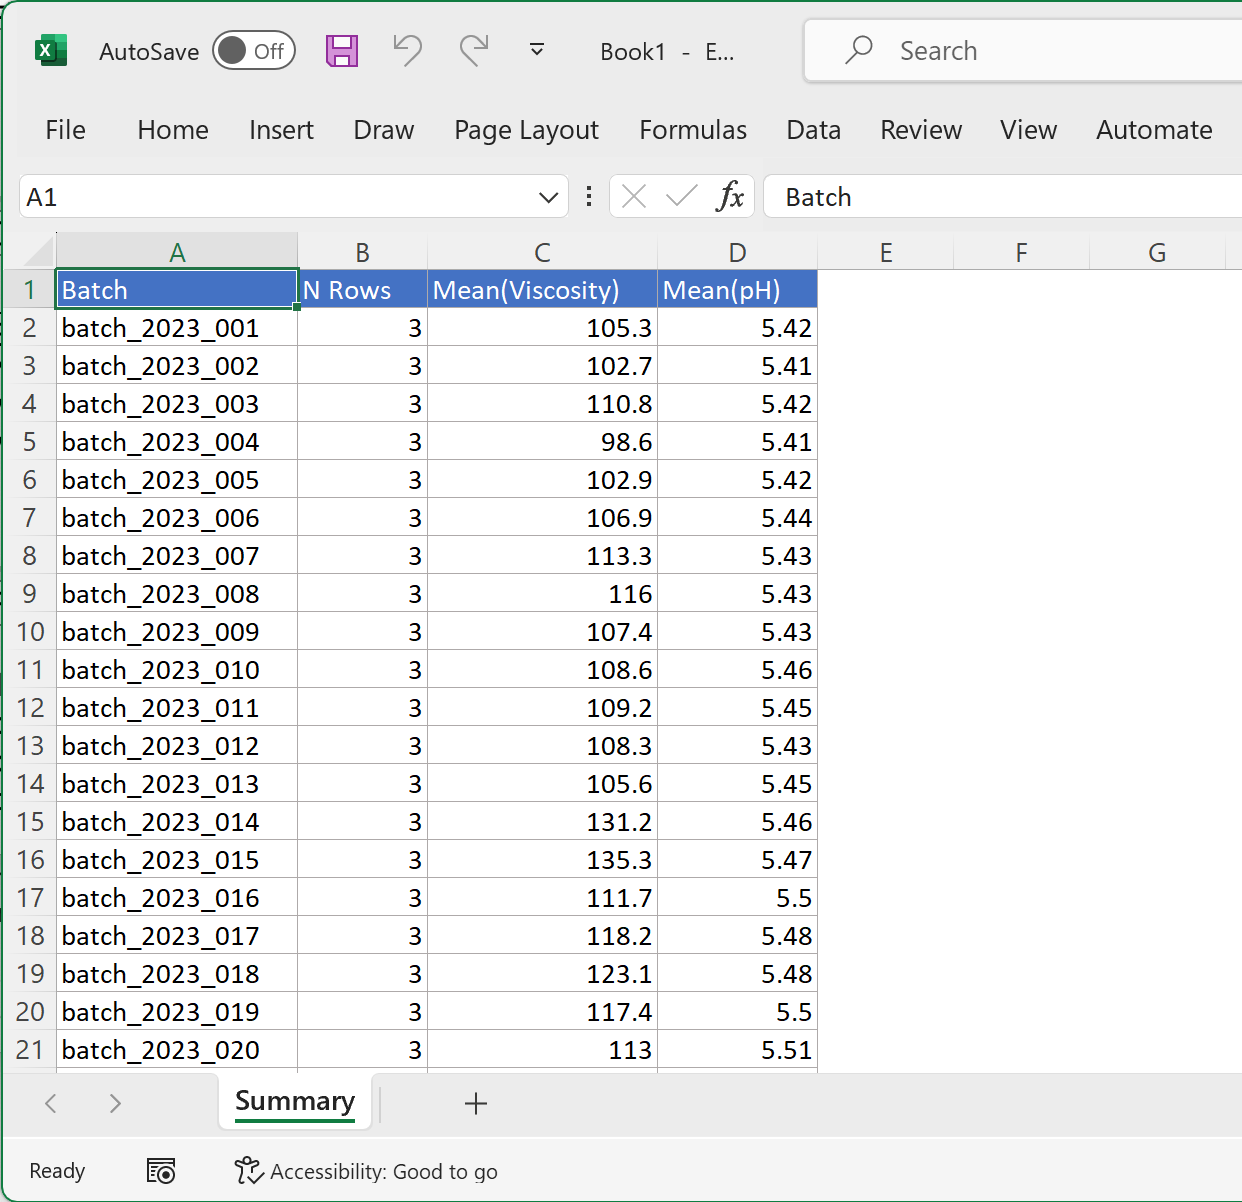 AutoSave Off Book1 - E... Search
File Home Insert Draw Page Layout Formulas Data Review View Automate
A1 fx Batch
A B C D E F G
1 Batch N Rows Mean(Viscosity) Mean(pH)
2 batch_2023_001 3 105.3 5.42
3 batch_2023_002 3 102.7 5.41
4 batch_2023_003 3 110.8 5.42
5 batch_2023_004 3 98.6 5.41
6 batch_2023_005 3 102.9 5.42
7 batch_2023_006 3 106.9 5.44
8 batch_2023_007 3 113.3 5.43
9 batch_2023_008 3 116 5.43
10 batch_2023_009 3 107.4 5.43
11 batch_2023_010 3 108.6 5.46
12 batch_2023_011 3 109.2 5.45
13 batch_2023_012 3 108.3 5.43
14 batch_2023_013 3 105.6 5.45
15 batch_2023_014 3 131.2 5.46
16 batch_2023_015 3 135.3 5.47
17 batch_2023_016 3 111.7 5.5
18 batch_2023_017 3 118.2 5.48
19 batch_2023_018 3 123.1 5.48
20 batch_2023_019 3 117.4 5.5
21 batch_2023_020 3 113 5.51
Summary
Ready Accessibility: Good to go